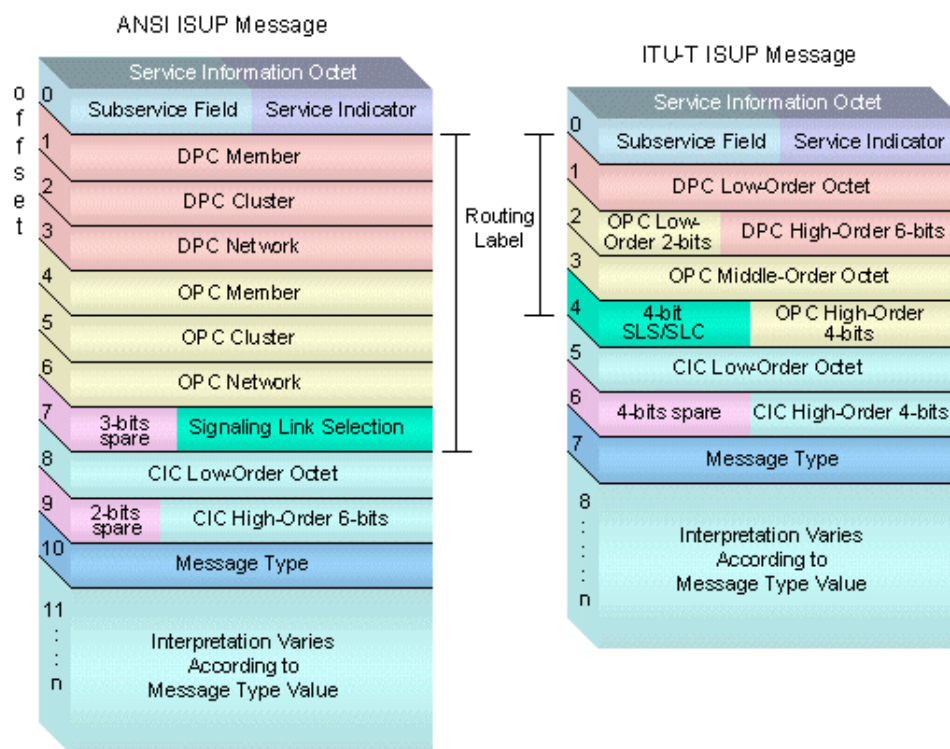 ANSI ISUP Message
offset
Service Information Octet
0
Subservice Field
Service Indicator
1
DPC Member
2
DPC Cluster
3
DPC Network
4
OPC Member
5
OPC Cluster
6
OPC Network
7
3-bits
spare
Signaling Link Selection
8
CIC Low-Order Octet
9
2-bits
spare
CIC High-Order 6-bits
10
Message Type
11
:
:
n
Interpretation Varies
According to
Message Type Value
Routing
Label
ITU-T ISUP Message
Service Information Octet
0
Subservice Field
Service Indicator
1
DPC Low-Order Octet
2
OPC Low-
Order 2-bits
DPC High-Order 6-bits
3
OPC Middle-Order Octet
4
4-bit
SLS/SLC
OPC High-Order
4-bits
5
CIC Low-Order Octet
6
4-bits spare
CIC High-Order 4-bits
7
Message Type
8
:
:
n
Interpretation Varies
According to
Message Type Value